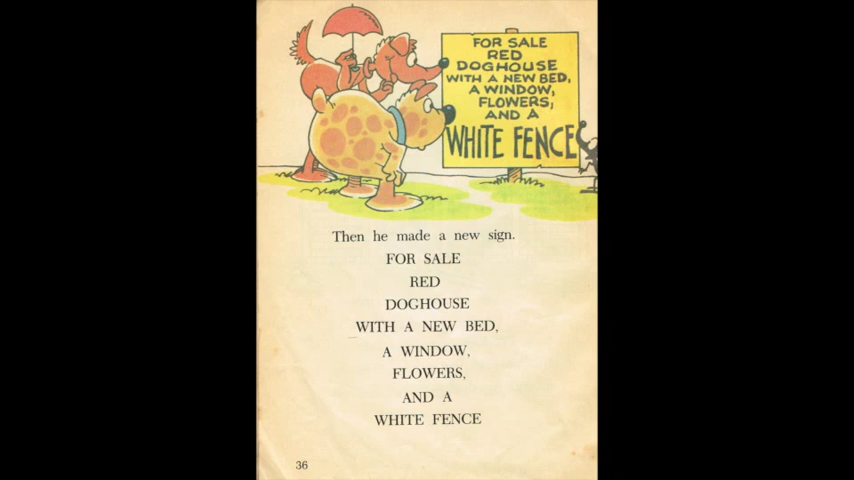 FOR SALE
RED
DOGHOUSE
WITH A NEW BED,
A WINDOW,
FLOWERS,
AND A
WHITE FENCE
Then he made a new sign.
FOR SALE
RED
DOGHOUSE
WITH A NEW BED,
A WINDOW,
FLOWERS,
AND A
WHITE FENCE
36